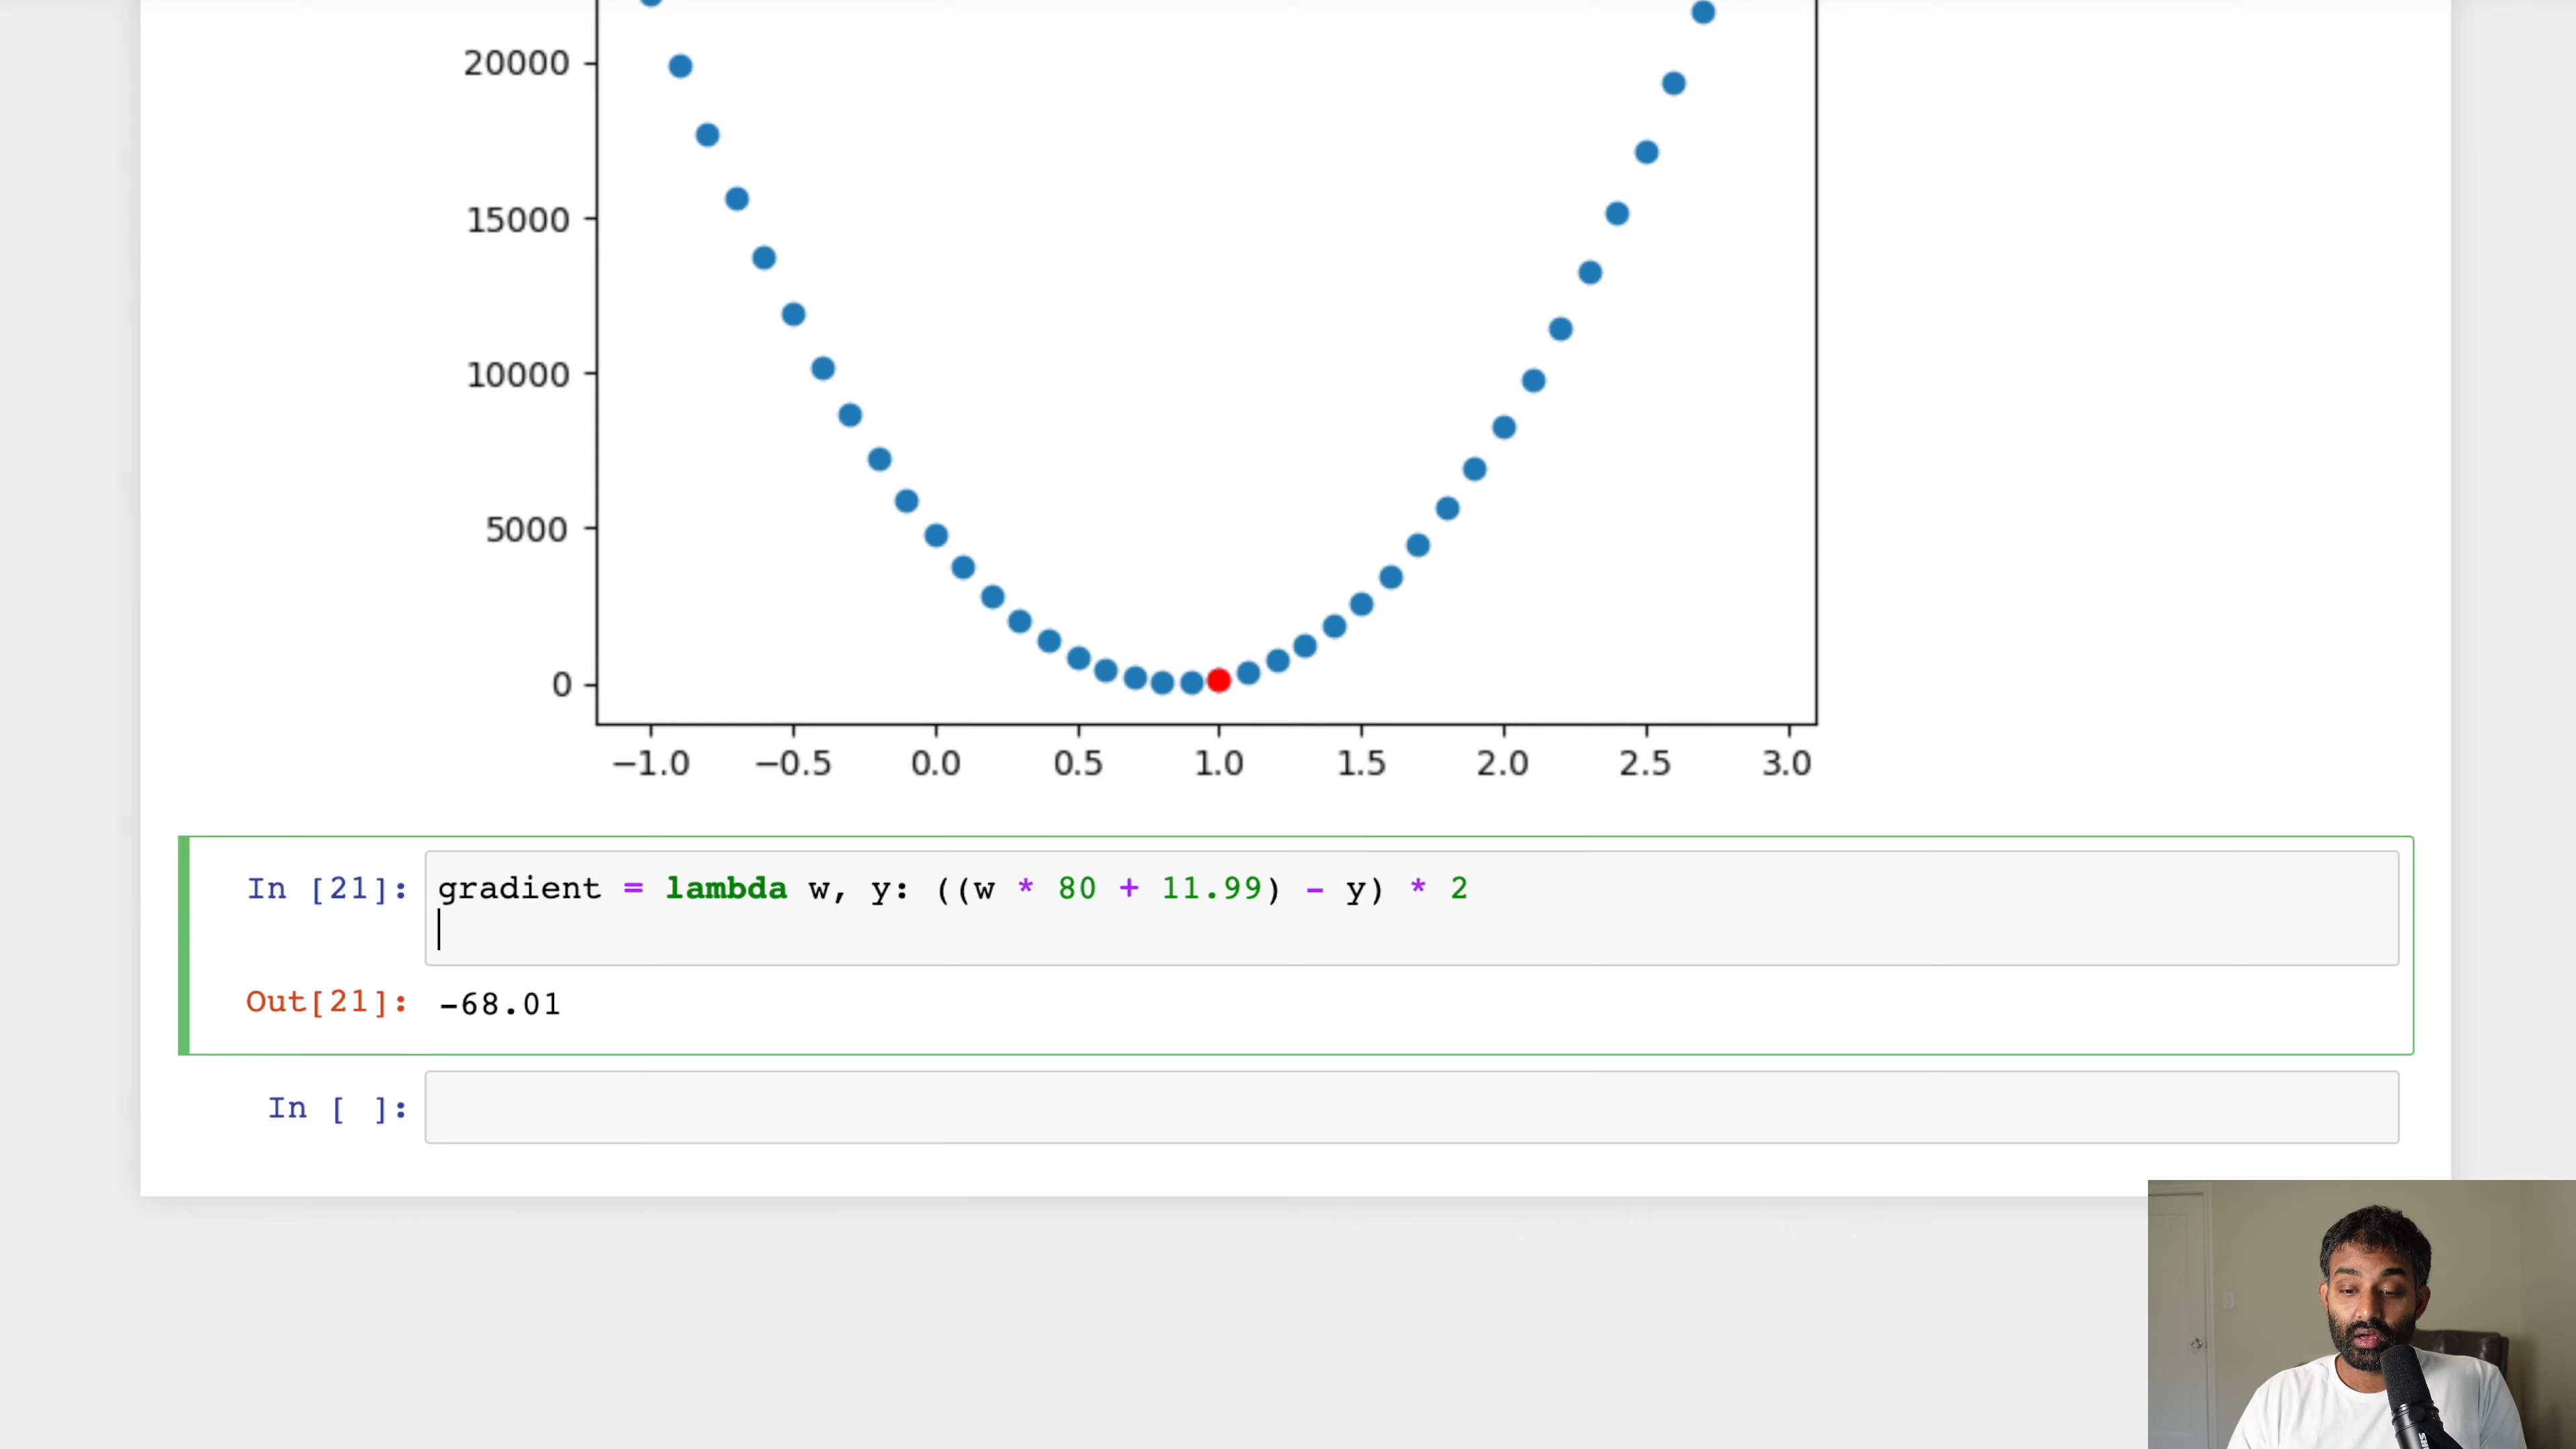 20000
15000
10000
5000
0
−1.0 −0.5 0.0 0.5 1.0 1.5 2.0 2.5 3.0
In [21]: gradient = lambda w, y: ((w * 80 + 11.99) - y) * 2
Out[21]: -68.01
In [ ]: